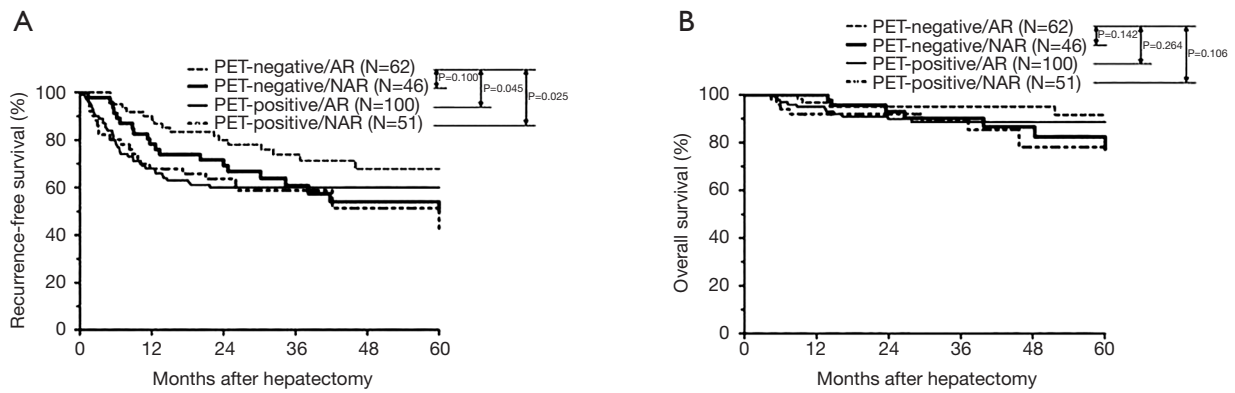 A
PET-negative/AR (N=62)
PET-negative/NAR (N=46)
PET-positive/AR (N=100)
PET-positive/NAR (N=51)
P=0.100
P=0.045
P=0.025
Recurrence-free survival (%)
100
80
60
40
20
0
0 12 24 36 48 60
Months after hepatectomy
B
PET-negative/AR (N=62)
PET-negative/NAR (N=46)
PET-positive/AR (N=100)
PET-positive/NAR (N=51)
P=0.142
P=0.264
P=0.106
Overall survival (%)
100
80
60
40
20
0
0 12 24 36 48 60
Months after hepatectomy